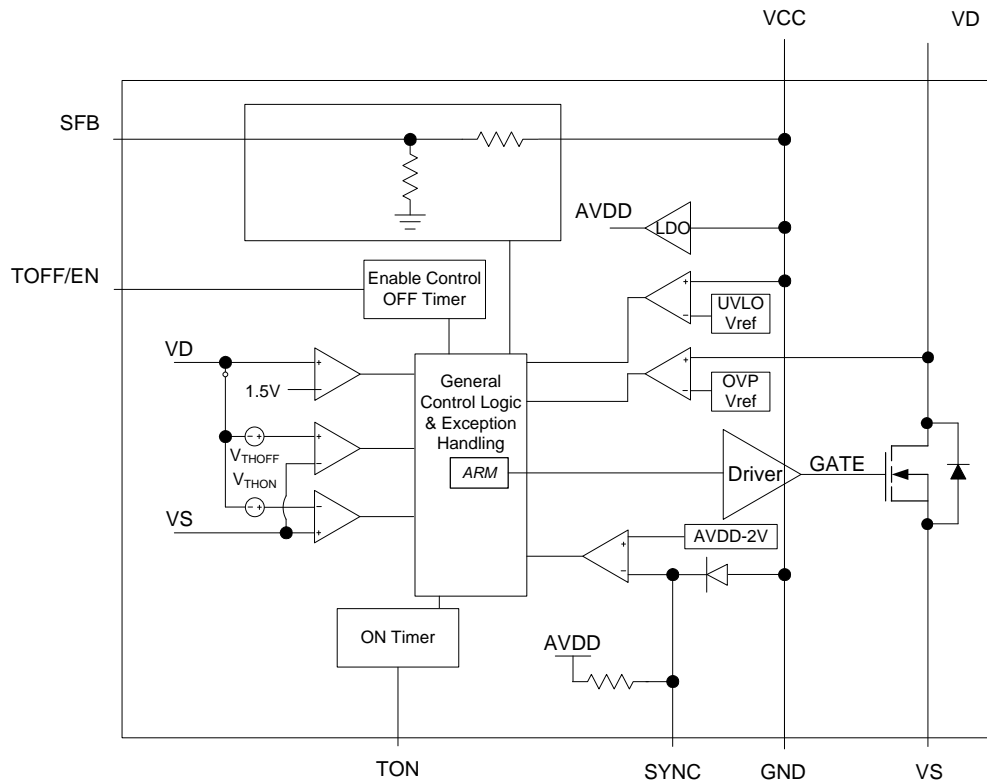 VCC
VD
SFB
AVDD
LDO
TOFF/EN
Enable Control
OFF Timer
+
−
UVLO
Vref
VD
+
−
1.5V
General
Control Logic
& Exception
Handling
+
−
OVP
Vref
− +
+
−
VTHOFF
VTHON
ARM
Driver
GATE
− +
−
+
VS
+
−
AVDD-2V
ON Timer
AVDD
TON
SYNC
GND
VS